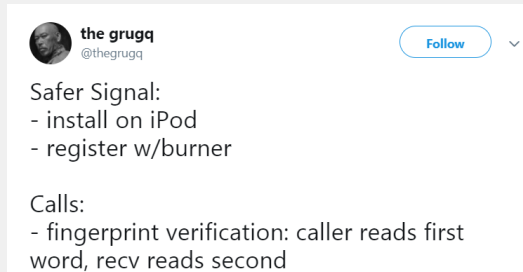 the grugq
@thegrugq
Follow
Safer Signal:
- install on iPod
- register w/burner
Calls:
- fingerprint verification: caller reads first
word, recv reads second